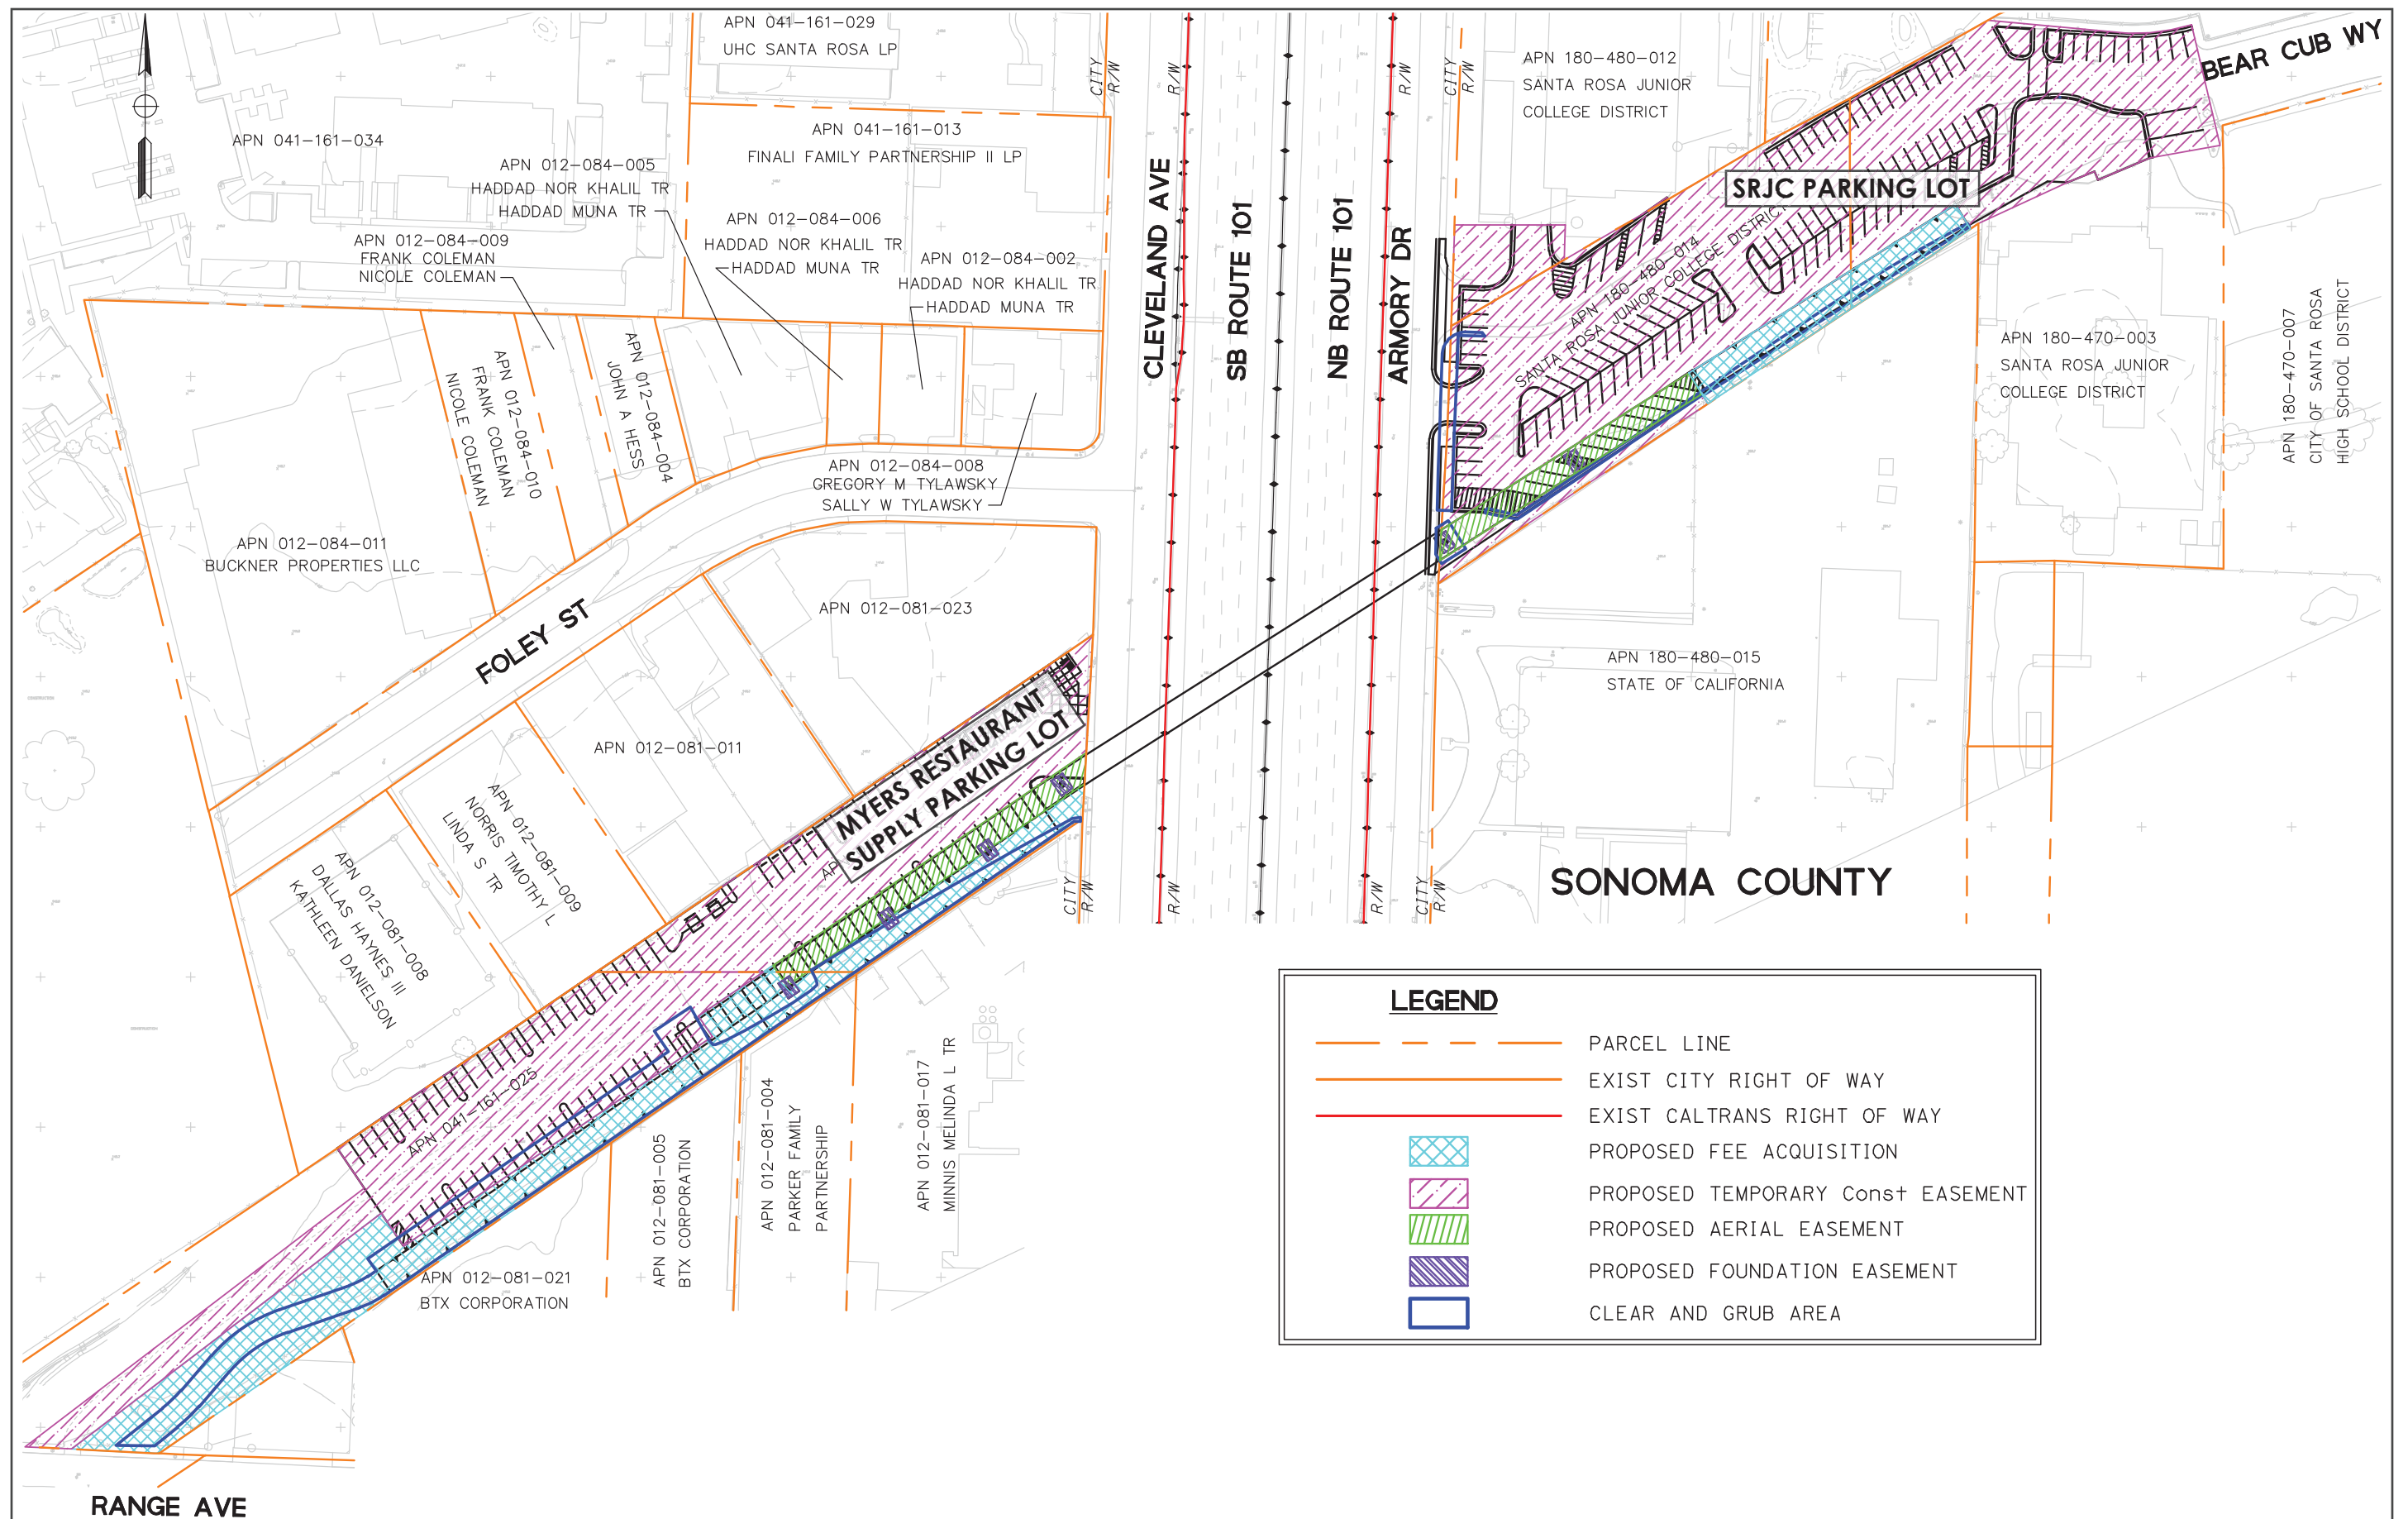 APN 041-161-029
UHC SANTA ROSA LP
APN 041-161-034
APN 041-161-013
FINALI FAMILY PARTNERSHIP II LP
APN 012-084-005
HADDAD NOR KHALIL TR
HADDAD MUNA TR
APN 012-084-006
HADDAD NOR KHALIL TR
HADDAD MUNA TR
APN 012-084-009
FRANK COLEMAN
NICOLE COLEMAN
APN 012-084-002
HADDAD NOR KHALIL TR
HADDAD MUNA TR
APN 012-084-010
FRANK COLEMAN
NICOLE COLEMAN
APN 012-084-004
JOHN A HESS
APN 012-084-008
GREGORY M TYLAWSKY
SALLY W TYLAWSKY
APN 012-084-011
BUCKNER PROPERTIES LLC
FOLEY ST
APN 012-081-023
APN 012-081-011
APN 012-081-009
NORRIS TIMOTHY L
LINDA S TR
APN 012-081-008
DALLAS HAYNES III
KATHLEEN DANIELSON
MYERS RESTAURANT
SUPPLY PARKING LOT
AP
APN 041-161-025
APN 012-081-021
BTX CORPORATION
APN 012-081-005
BTX CORPORATION
APN 012-081-004
PARKER FAMILY
PARTNERSHIP
APN 012-081-017
MINNIS MELINDA L TR
RANGE AVE
CITY
R/W
R/W
R/W
CITY
R/W
CLEVELAND AVE
SB ROUTE 101
NB ROUTE 101
ARMORY DR
CITY
R/W
R/W
R/W
CITY
R/W
APN 180-480-012
SANTA ROSA JUNIOR
COLLEGE DISTRICT
BEAR CUB WY
SRJC PARKING LOT
APN 180-480-014
SANTA ROSA JUNIOR COLLEGE DISTRICT
APN 180-470-003
SANTA ROSA JUNIOR
COLLEGE DISTRICT
APN 180-470-007
CITY OF SANTA ROSA
HIGH SCHOOL DISTRICT
APN 180-480-015
STATE OF CALIFORNIA
SONOMA COUNTY
LEGEND
PARCEL LINE
EXIST CITY RIGHT OF WAY
EXIST CALTRANS RIGHT OF WAY
PROPOSED FEE ACQUISITION
PROPOSED TEMPORARY Const EASEMENT
PROPOSED AERIAL EASEMENT
PROPOSED FOUNDATION EASEMENT
CLEAR AND GRUB AREA